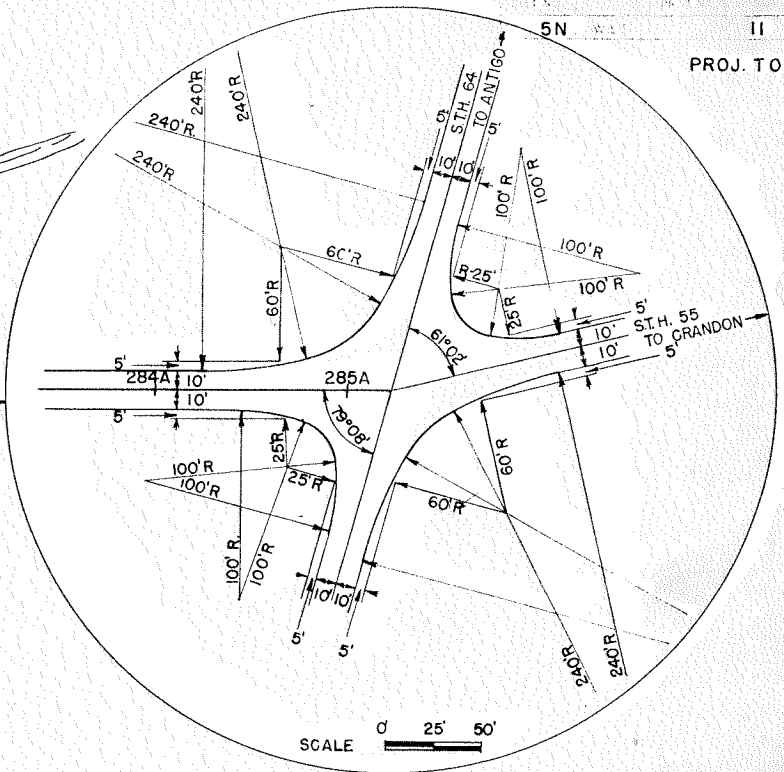 5N
11
PROJ. TO
240'R
240'R
240'R
240'R
5'
S.T.H. 64
TO ANTIGO
5'
10'
10'
100'R
100'R
60'R
60'R
100'R
100'R
R-25'
25'R
5'
10'
S.T.H. 55
TO CRANDON
10'
5'
61°02'
5'
284A
10'
285A
10'
5'
79°08'
25'R
25'R
100'R
100'R
100'R
100'R
60'R
60'R
10'
10'
5'
5'
240'R
240'R
SCALE
0' 25' 50'